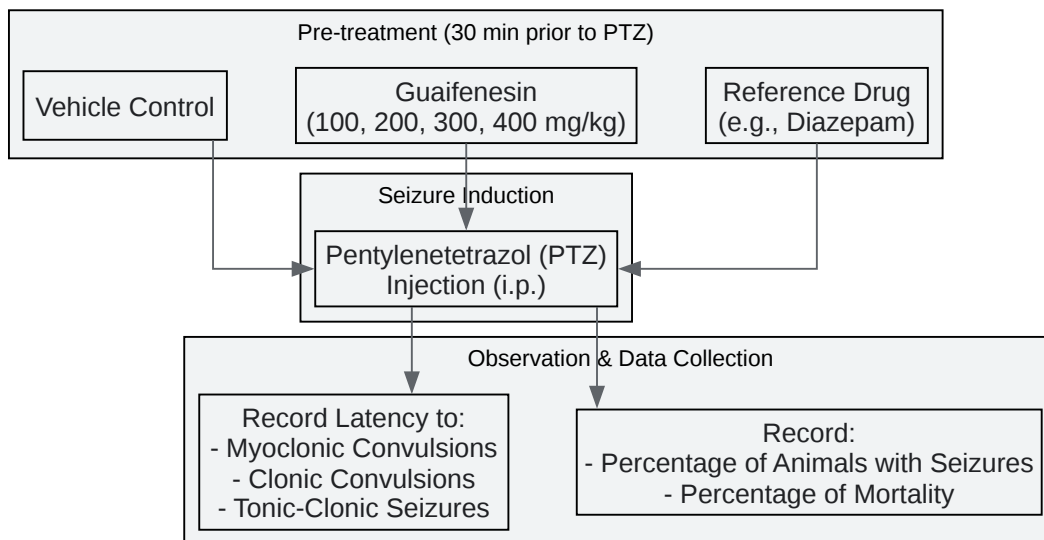 Pre-treatment (30 min prior to PTZ)
Vehicle Control
Guaifenesin
(100, 200, 300, 400 mg/kg)
Reference Drug
(e.g., Diazepam)
Seizure Induction
Pentylenetetrazol (PTZ)
Injection (i.p.)
Observation & Data Collection
Record Latency to:
- Myoclonic Convulsions
- Clonic Convulsions
- Tonic-Clonic Seizures
Record:
- Percentage of Animals with Seizures
- Percentage of Mortality